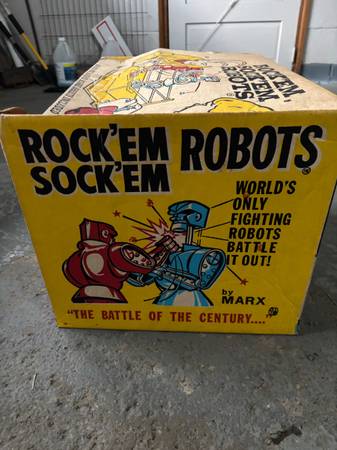 ROCK'EM
SOCK'EM
ROBOTS
ROCK'EM
SOCK'EM
ROBOTS®
WORLD'S
ONLY
FIGHTING
ROBOTS
BATTLE
IT OUT!
by
MARX
"THE BATTLE OF THE CENTURY....